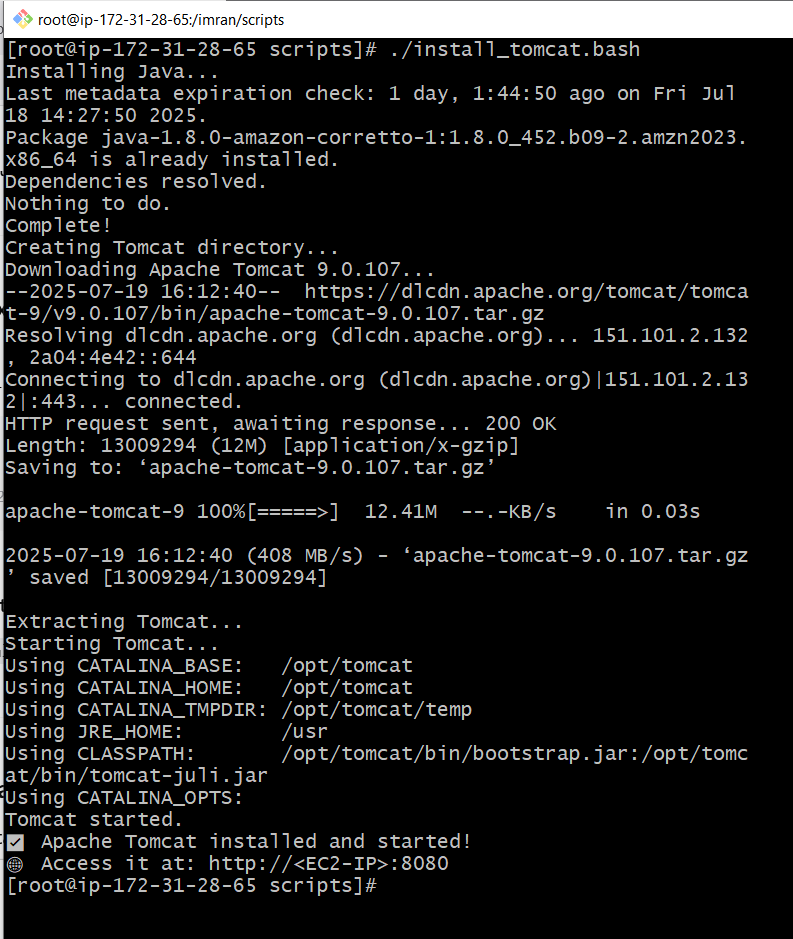 root@ip-172-31-28-65:/imran/scripts
[root@ip-172-31-28-65 scripts]# ./install_tomcat.bash
Installing Java...
Last metadata expiration check: 1 day, 1:44:50 ago on Fri Jul
18 14:27:50 2025.
Package java-1.8.0-amazon-corretto-1:1.8.0_452.b09-2.amzn2023.
x86_64 is already installed.
Dependencies resolved.
Nothing to do.
Complete!
Creating Tomcat directory...
Downloading Apache Tomcat 9.0.107...
--2025-07-19 16:12:40--  https://dlcdn.apache.org/tomcat/tomca
t-9/v9.0.107/bin/apache-tomcat-9.0.107.tar.gz
Resolving dlcdn.apache.org (dlcdn.apache.org)... 151.101.2.132
, 2a04:4e42::644
Connecting to dlcdn.apache.org (dlcdn.apache.org)|151.101.2.13
2|:443... connected.
HTTP request sent, awaiting response... 200 OK
Length: 13009294 (12M) [application/x-gzip]
Saving to: ‘apache-tomcat-9.0.107.tar.gz’
apache-tomcat-9 100%[=====>]  12.41M  --.-KB/s    in 0.03s
2025-07-19 16:12:40 (408 MB/s) - ‘apache-tomcat-9.0.107.tar.gz
’ saved [13009294/13009294]
Extracting Tomcat...
Starting Tomcat...
Using CATALINA_BASE:   /opt/tomcat
Using CATALINA_HOME:   /opt/tomcat
Using CATALINA_TMPDIR: /opt/tomcat/temp
Using JRE_HOME:        /usr
Using CLASSPATH:       /opt/tomcat/bin/bootstrap.jar:/opt/tomc
at/bin/tomcat-juli.jar
Using CATALINA_OPTS:
Tomcat started.
✅ Apache Tomcat installed and started!
🌐 Access it at: http://<EC2-IP>:8080
[root@ip-172-31-28-65 scripts]#